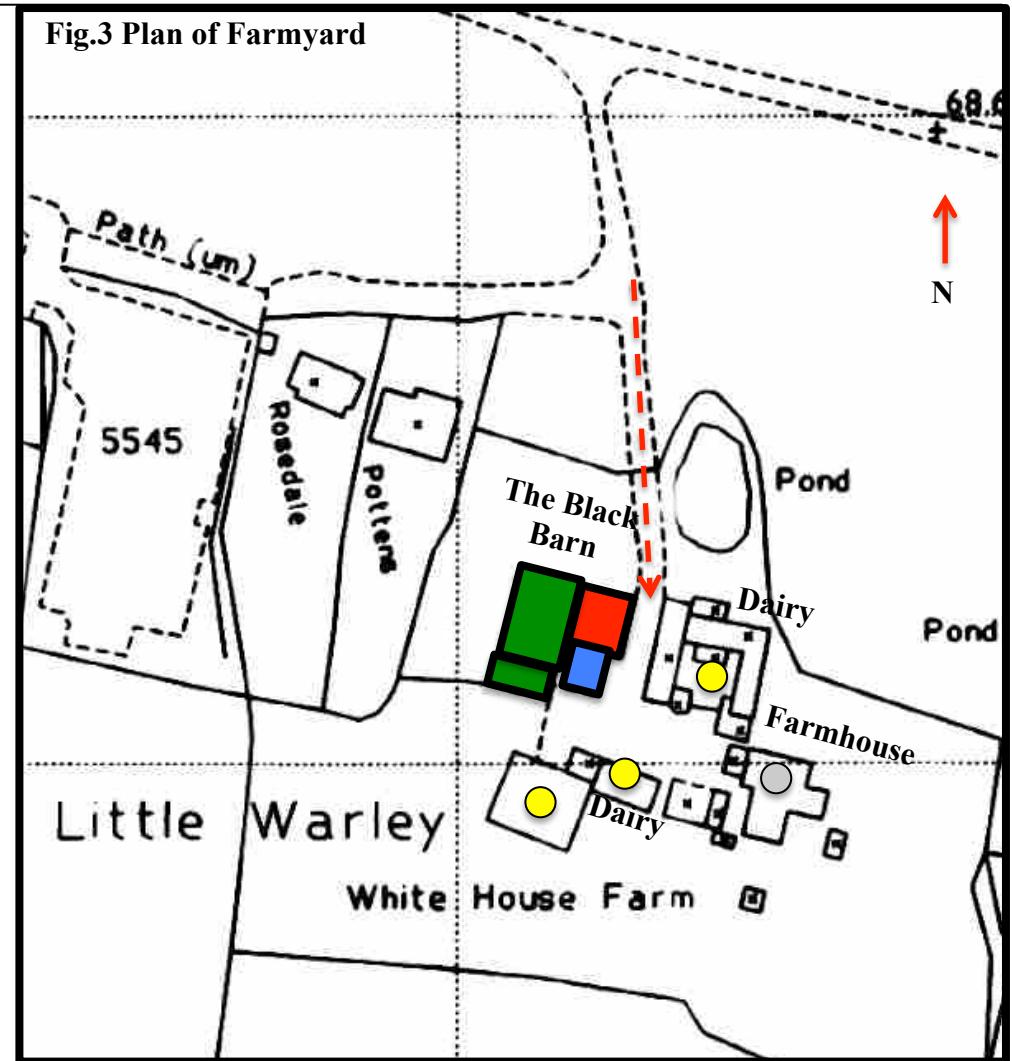 Fig.3 Plan of Farmyard
68.6
N
Path (um)
5545
Rosedale
Pottens
The Black
Barn
Pond
Dairy
Pond
Farmhouse
Dairy
Little Warley
White House Farm